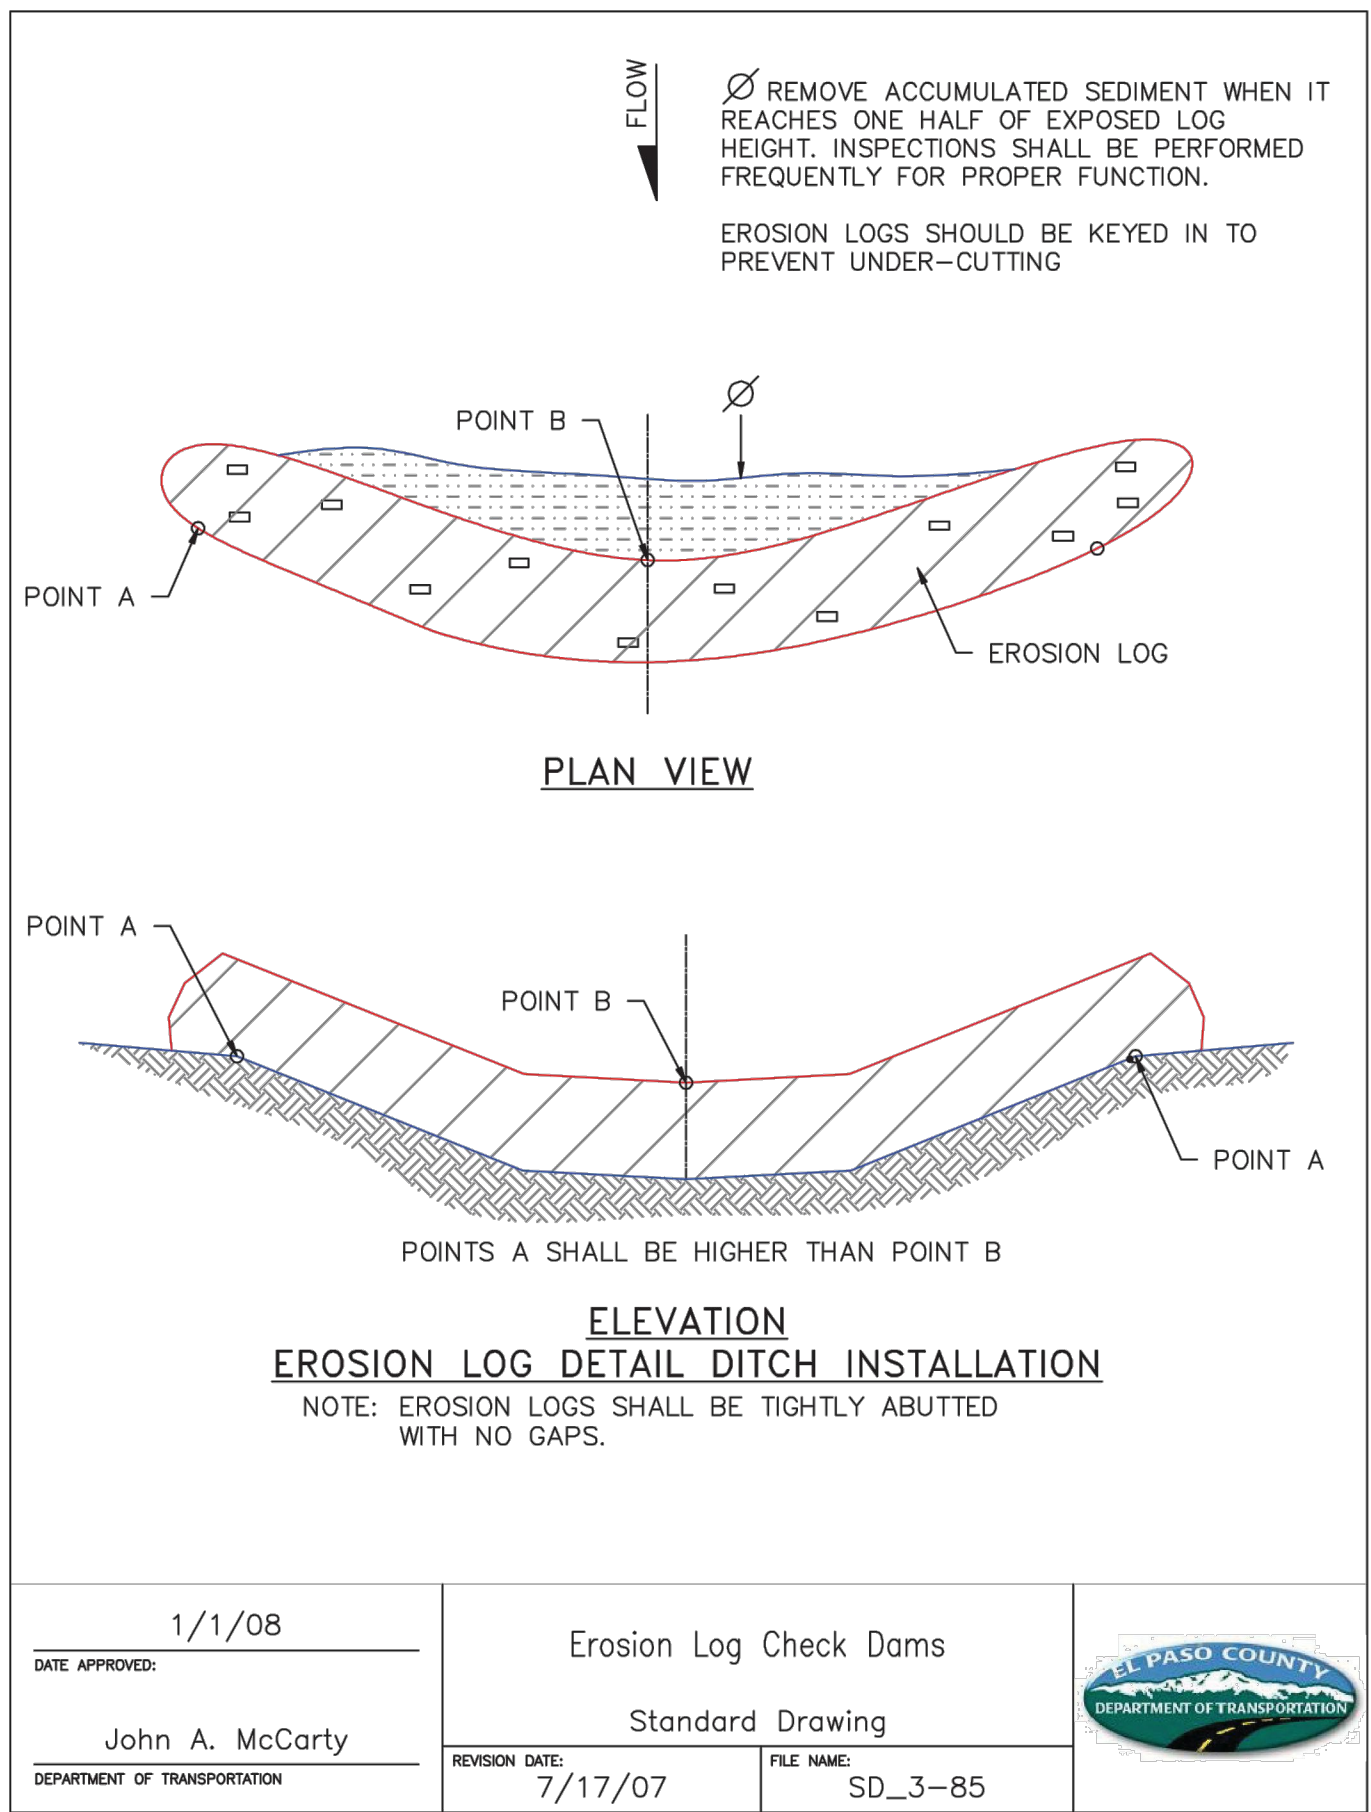 FLOW
Ø REMOVE ACCUMULATED SEDIMENT WHEN IT
REACHES ONE HALF OF EXPOSED LOG
HEIGHT. INSPECTIONS SHALL BE PERFORMED
FREQUENTLY FOR PROPER FUNCTION.
EROSION LOGS SHOULD BE KEYED IN TO
PREVENT UNDER-CUTTING
Ø
POINT B
POINT A
EROSION LOG
PLAN VIEW
POINT A
POINT B
POINT A
POINTS A SHALL BE HIGHER THAN POINT B
ELEVATION
EROSION LOG DETAIL DITCH INSTALLATION
NOTE: EROSION LOGS SHALL BE TIGHTLY ABUTTED
WITH NO GAPS.
1/1/08
DATE APPROVED:
John A. McCarty
DEPARTMENT OF TRANSPORTATION
Erosion Log Check Dams
Standard Drawing
REVISION DATE:
7/17/07
FILE NAME:
SD_3-85
EL PASO COUNTY
DEPARTMENT OF TRANSPORTATION